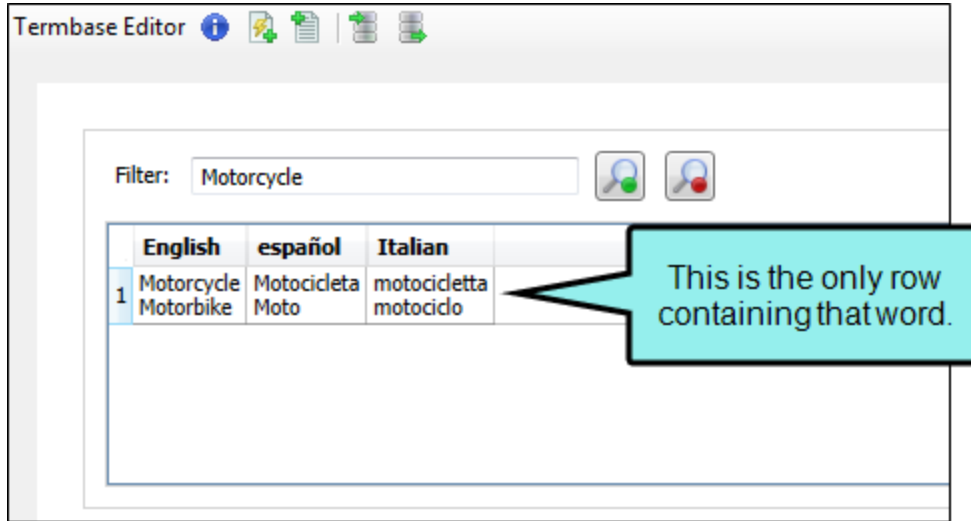 Termbase Editor
Filter: Motorcycle
English español Italian
1 Motorcycle Motocicleta motocicletta
Motorbike Moto motociclo
This is the only row
containing that word.